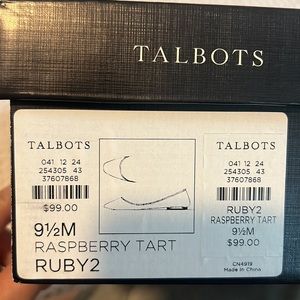 TALBOTS
TALBOTS
041 12 24
254305 43
37607868
$99.00
9½M
RASPBERRY TART
RUBY2
TALBOTS
041 12 24
254305 43
37607868
RUBY2
RASPBERRY TART
9½M
$99.00
CN4919
Made in China